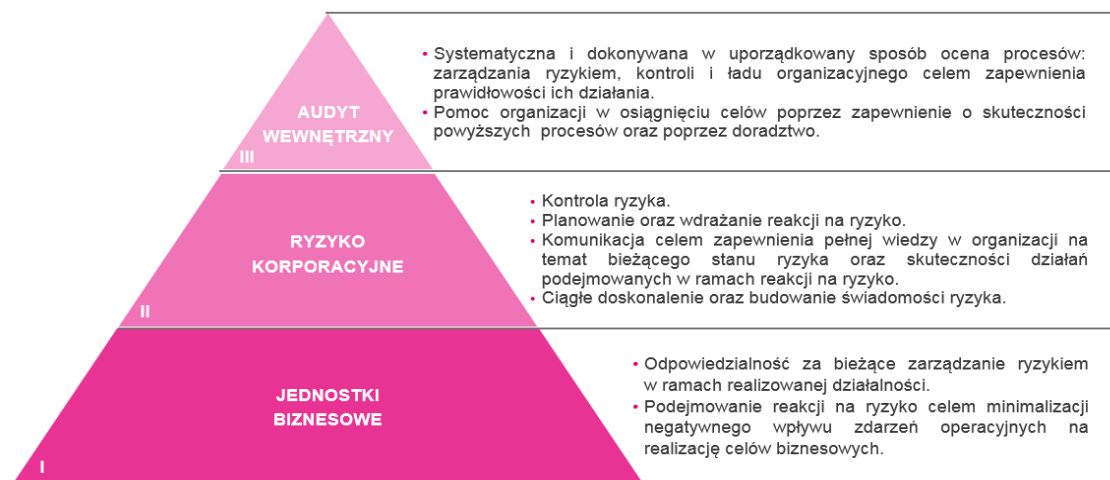 • Systematyczna i dokonywana w uporządkowany sposób ocena procesów:
zarządzania ryzykiem, kontroli i ładu organizacyjnego celem zapewnienia
prawidłowości ich działania.
• Pomoc organizacji w osiągnięciu celów poprzez zapewnienie o skuteczności
powyższych procesów oraz poprzez doradztwo.
AUDYT
WEWNĘTRZNY
III
• Kontrola ryzyka.
• Planowanie oraz wdrażanie reakcji na ryzyko.
• Komunikacja celem zapewnienia pełnej wiedzy w organizacji na
temat bieżącego stanu ryzyka oraz skuteczności działań
podejmowanych w ramach reakcji na ryzyko.
• Ciągłe doskonalenie oraz budowanie świadomości ryzyka.
RYZYKO
KORPORACYJNE
II
• Odpowiedzialność za bieżące zarządzanie ryzykiem
w ramach realizowanej działalności.
• Podejmowanie reakcji na ryzyko celem minimalizacji
negatywnego wpływu zdarzeń operacyjnych na
realizację celów biznesowych.
JEDNOSTKI
BIZNESOWE
I